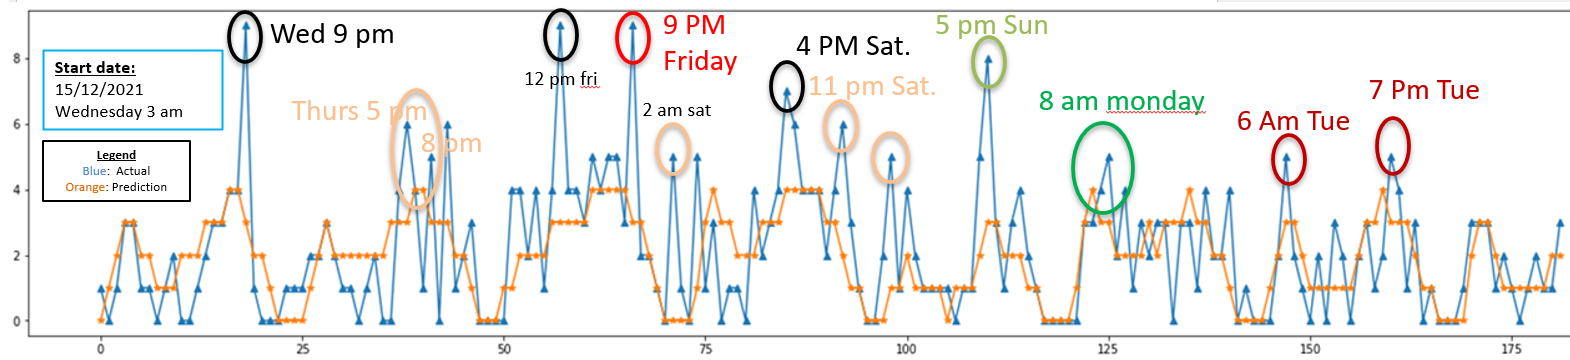 Wed 9 pm
9 PM
Friday
5 pm Sun
4 PM Sat.
12 pm fri
11 pm Sat.
2 am sat
Thurs 5 pm
8 pm
8 am monday
6 Am Tue
7 Pm Tue
Start date:
15/12/2021
Wednesday 3 am
Legend
Blue:  Actual
Orange: Prediction
8
6
4
2
0
0 25 50 75 100 125 150 175